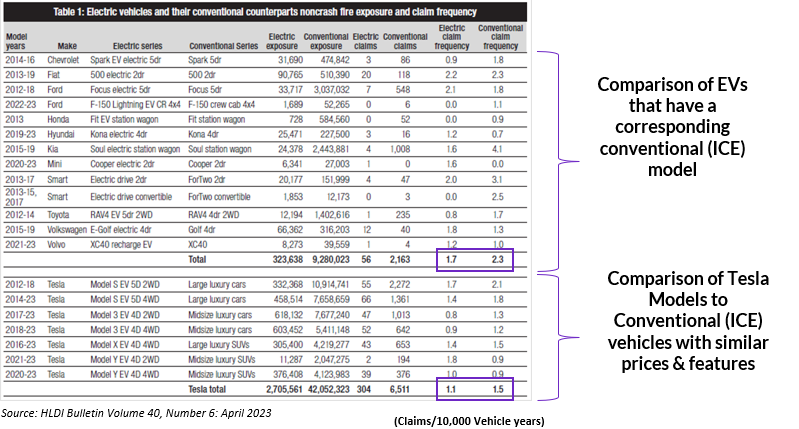 Table 1: Electric vehicles and their conventional counterparts noncrash fire exposure and claim frequency
Model years Make Electric series Conventional Series Electric exposure Conventional exposure Electric claims Conventional claims Electric claim frequency Conventional claim frequency
2014-16 Chevrolet Spark EV electric 5dr Spark 5dr 31,690 474,842 3 86 0.9 1.8
2013-19 Fiat 500 electric 2dr 500 2dr 90,765 510,390 20 118 2.2 2.3
2012-18 Ford Focus electric 5dr Focus 5dr 33,717 3,037,032 7 548 2.1 1.8
2022-23 Ford F-150 Lightning EV CR 4x4 F-150 crew cab 4x4 1,689 52,265 0 6 0.0 1.1
2013 Honda Fit EV station wagon Fit station wagon 728 584,560 0 52 0.0 0.9
2019-23 Hyundai Kona electric 4dr Kona 4dr 25,471 227,500 3 16 1.2 0.7
2015-19 Kia Soul electric station wagon Soul station wagon 24,378 2,443,881 4 1,008 1.6 4.1
2020-23 Mini Cooper electric 2dr Cooper 2dr 6,341 27,003 1 0 1.6 0.0
2013-17 Smart Electric drive 2dr ForTwo 2dr 20,177 151,999 4 47 2.0 3.1
2013-15, 2017 Smart Electric drive convertible ForTwo convertible 1,853 12,173 0 3 0.0 2.5
2012-14 Toyota RAV4 EV 5dr 2WD RAV4 4dr 2WD 12,194 1,402,616 1 235 0.8 1.7
2015-19 Volkswagen E-Golf electric 4dr Golf 4dr 66,362 316,203 12 40 1.8 1.3
2021-23 Volvo XC40 recharge EV XC40 8,273 39,559 1 4 1.2 1.0
Total 323,638 9,280,023 56 2,163 1.7 2.3
2012-18 Tesla Model S EV 5D 2WD Large luxury cars 332,368 10,914,741 55 2,272 1.7 2.1
2014-23 Tesla Model S EV 5D 4WD Large luxury cars 458,514 7,658,659 66 1,361 1.4 1.8
2017-23 Tesla Model 3 EV 4D 2WD Midsize luxury cars 618,132 7,677,240 47 1,013 0.8 1.3
2018-23 Tesla Model 3 EV 4D 4WD Midsize luxury cars 603,452 5,411,148 52 642 0.9 1.2
2016-23 Tesla Model X EV 4D 4WD Large luxury SUVs 305,400 4,219,277 43 653 1.4 1.5
2021-23 Tesla Model Y EV 4D 2WD Midsize luxury SUVs 11,287 2,047,275 2 194 1.8 0.9
2020-23 Tesla Model Y EV 4D 4WD Midsize luxury SUVs 376,408 4,123,983 39 376 1.0 0.9
Tesla total 2,705,561 42,052,323 304 6,511 1.1 1.5
Comparison of EVs
that have a
corresponding
conventional (ICE)
model
Comparison of Tesla
Models to
Conventional (ICE)
vehicles with similar
prices & features
Source: HLDI Bulletin Volume 40, Number 6: April 2023
(Claims/10,000 Vehicle years)